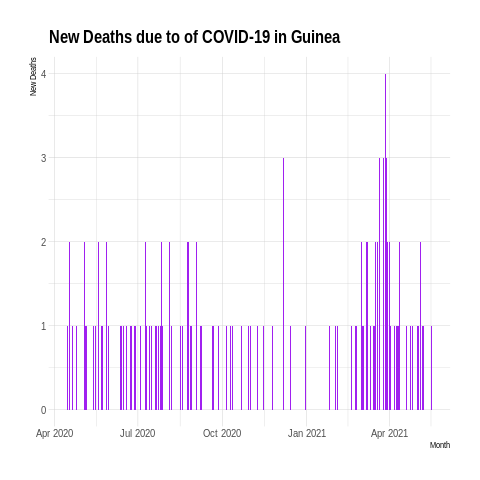 New Deaths due to of COVID-19 in Guinea
New Deaths
4
3
2
1
0
Apr 2020 Jul 2020 Oct 2020 Jan 2021 Apr 2021
Month